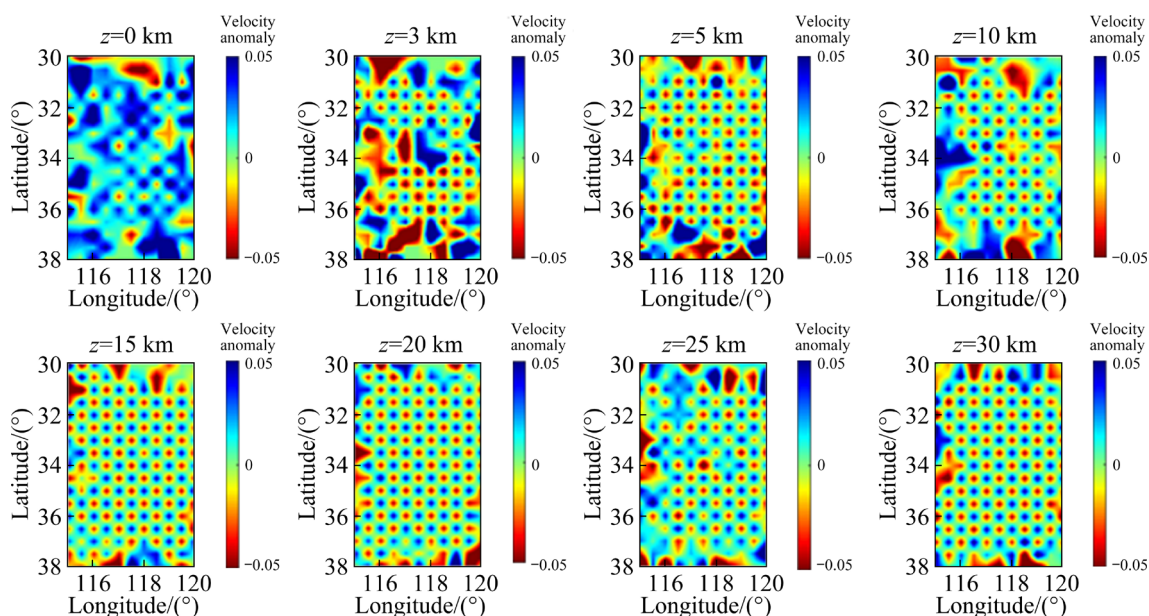 z=0 km
Velocity
anomaly
0.05
0
−0.05
30
32
34
36
38
116 118 120
Latitude/(°)
Longitude/(°)
z=3 km
Velocity
anomaly
0.05
0
−0.05
30
32
34
36
38
116 118 120
Latitude/(°)
Longitude/(°)
z=5 km
Velocity
anomaly
0.05
0
−0.05
30
32
34
36
38
116 118 120
Latitude/(°)
Longitude/(°)
z=10 km
Velocity
anomaly
0.05
0
−0.05
30
32
34
36
38
116 118 120
Latitude/(°)
Longitude/(°)
z=15 km
Velocity
anomaly
0.05
0
−0.05
30
32
34
36
38
116 118 120
Latitude/(°)
Longitude/(°)
z=20 km
Velocity
anomaly
0.05
0
−0.05
30
32
34
36
38
116 118 120
Latitude/(°)
Longitude/(°)
z=25 km
Velocity
anomaly
0.05
0
−0.05
30
32
34
36
38
116 118 120
Latitude/(°)
Longitude/(°)
z=30 km
Velocity
anomaly
0.05
0
−0.05
30
32
34
36
38
116 118 120
Latitude/(°)
Longitude/(°)